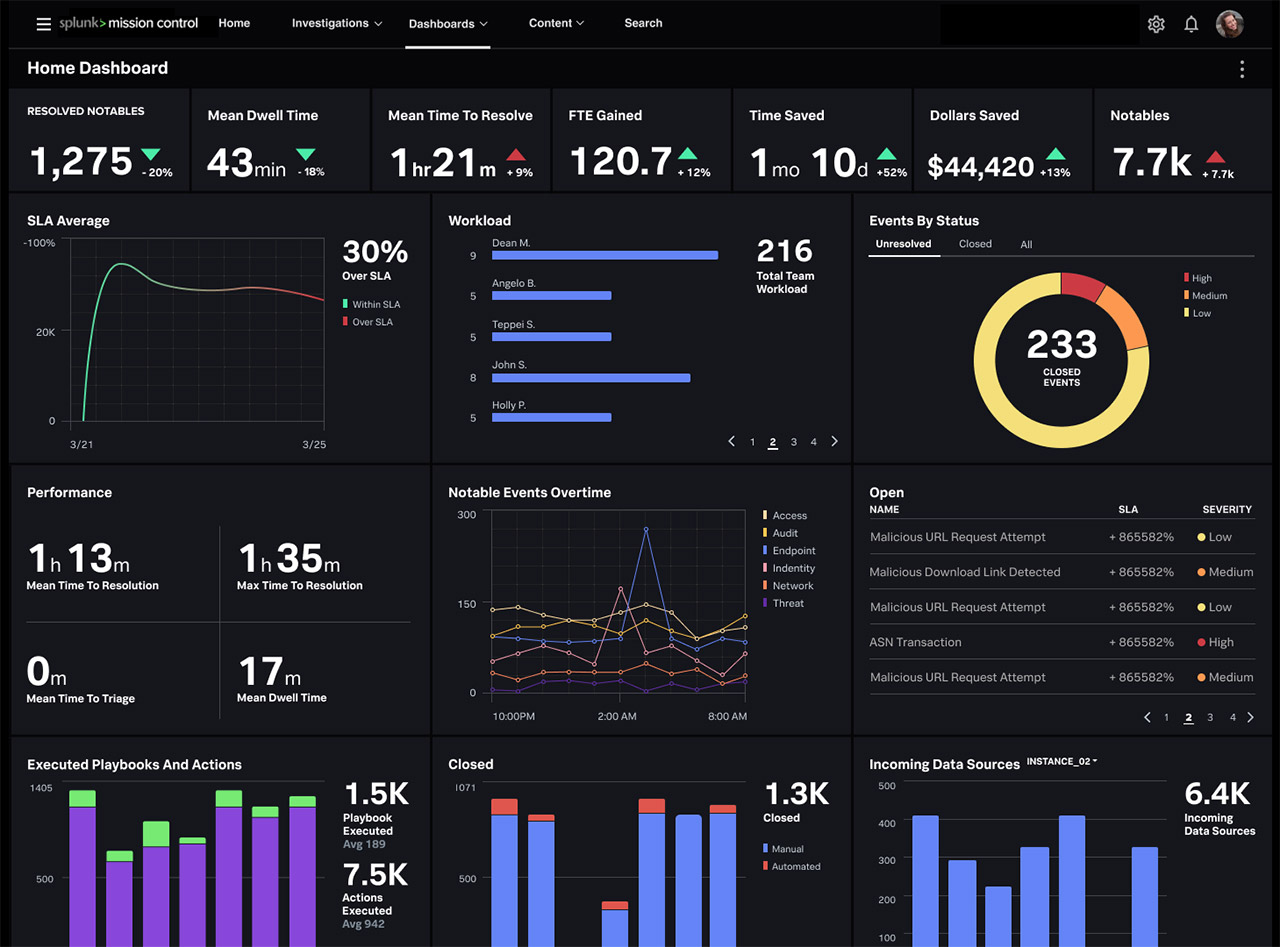 splunk> mission control
Home
Investigations
Dashboards
Content
Search
Home Dashboard
RESOLVED NOTABLES
1,275
- 20%
Mean Dwell Time
43min
- 18%
Mean Time To Resolve
1hr21m
+ 9%
FTE Gained
120.7
+ 12%
Time Saved
1mo 10d
+52%
Dollars Saved
$44,420
+13%
Notables
7.7k
+ 7.7k
SLA Average
-100%
20K
0
3/21
3/25
30%
Over SLA
Within SLA
Over SLA
Workload
Dean M.
9
Angelo B.
5
Teppei S.
5
John S.
8
Holly P.
5
216
Total Team
Workload
1 2 3 4
Events By Status
Unresolved
Closed
All
233
CLOSED
EVENTS
High
Medium
Low
Performance
1h 13m
Mean Time To Resolution
1h 35m
Max Time To Resolution
0m
Mean Time To Triage
17m
Mean Dwell Time
Notable Events Overtime
300
150
0
10:00PM
2:00 AM
8:00 AM
Access
Audit
Endpoint
Indentity
Network
Threat
Open
NAME SLA SEVERITY
Malicious URL Request Attempt + 865582% Low
Malicious Download Link Detected + 865582% Medium
Malicious URL Request Attempt + 865582% Low
ASN Transaction + 865582% High
Malicious URL Request Attempt + 865582% Medium
1 2 3 4
Executed Playbooks And Actions
1405
500
1.5K
Playbook
Executed
Avg 189
7.5K
Actions
Executed
Avg 942
Closed
1071
500
1.3K
Closed
Manual
Automated
Incoming Data Sources INSTANCE_02
500
400
300
200
100
6.4K
Incoming
Data Sources